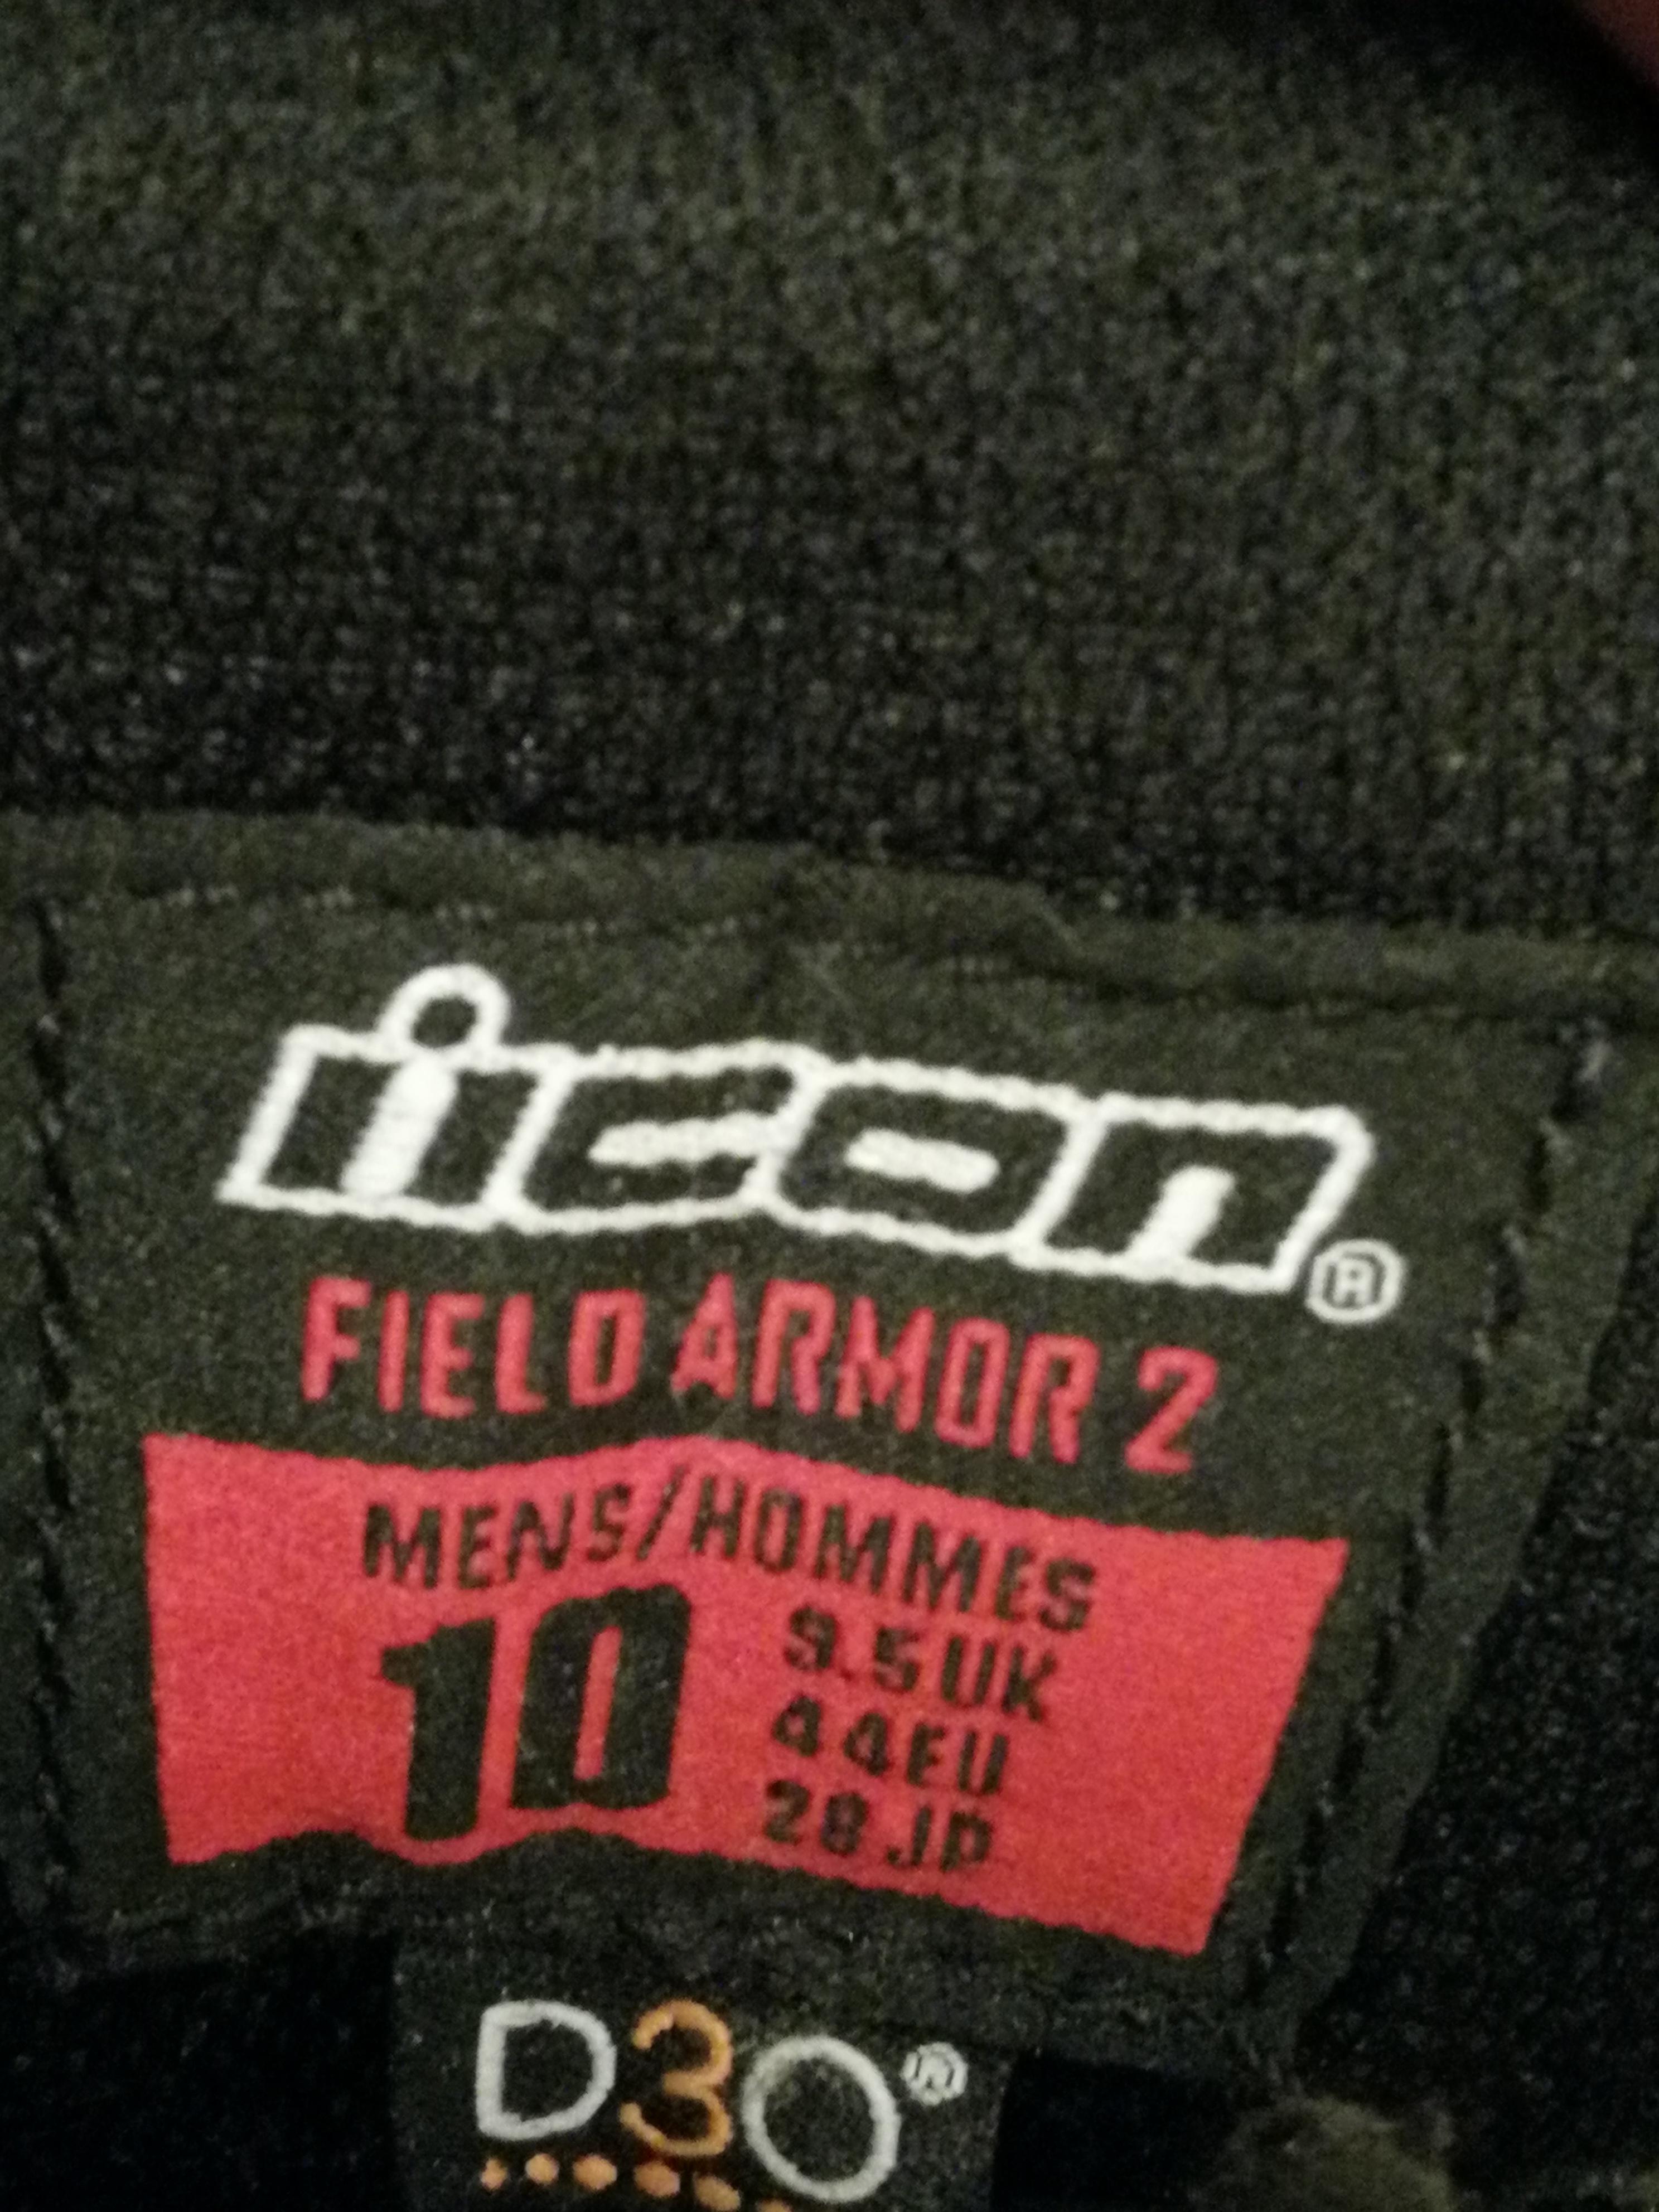 icon®
FIELD ARMOR 2
MENS/HOMMES
10
9.5UK
44EU
28JP
D3O®